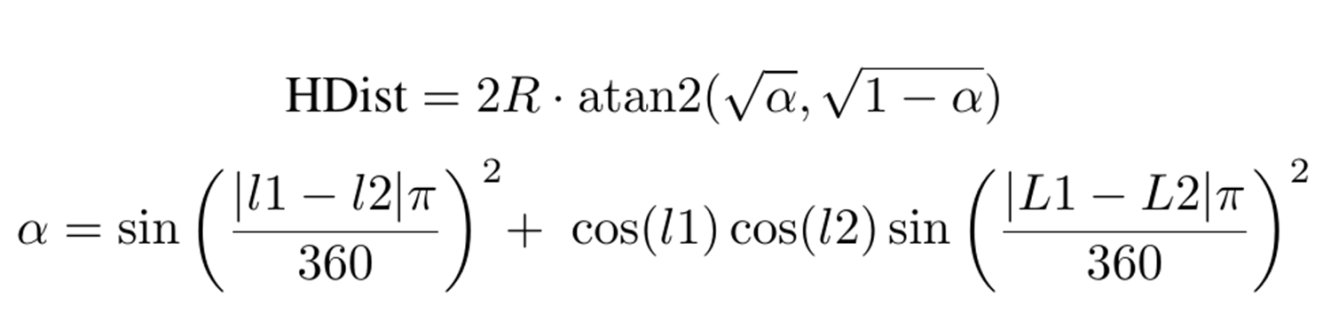 HDist = 2R · atan2(√α, √1 − α)
α = sin(|l1 − l2|π / 360)² + cos(l1) cos(l2) sin(|L1 − L2|π / 360)²